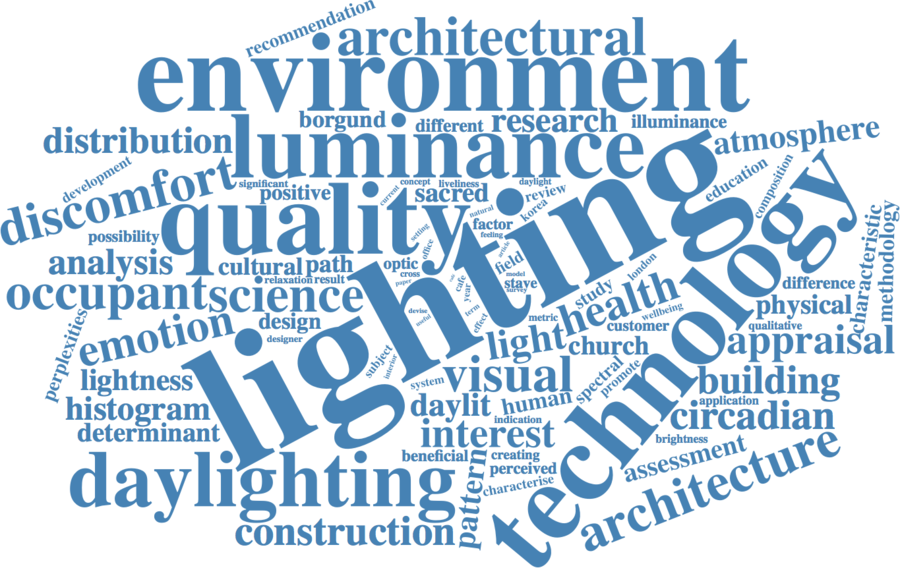 recommendation
architectural
environment
borgund
different
research
illuminance
distribution
luminance
atmosphere
development
discomfort
significant
positive
current
concept
liveliness
daylight
sacred
review
education
composition
quality
natural
korea
factor
feeling
possibility
setting
office
article
analysis
cultural
path
optic
cross
paper
field
model
stave
survey
london
characteristic
methodology
relaxation
result
occupant
science
cafe
year
term
study
difference
physical
qualitative
health
wellbeing
perplexities
emotion
design
designer
devise
useful
effect
metric
customer
lighting
technology
light
church
appraisal
lightness
subject
interior
system
visual
spectral
promote
building
histogram
daylit
human
application
circadian
determinant
indication
interest
brightness
beneficial
creating
perceived
assessment
daylighting
pattern
characterise
architecture
construction